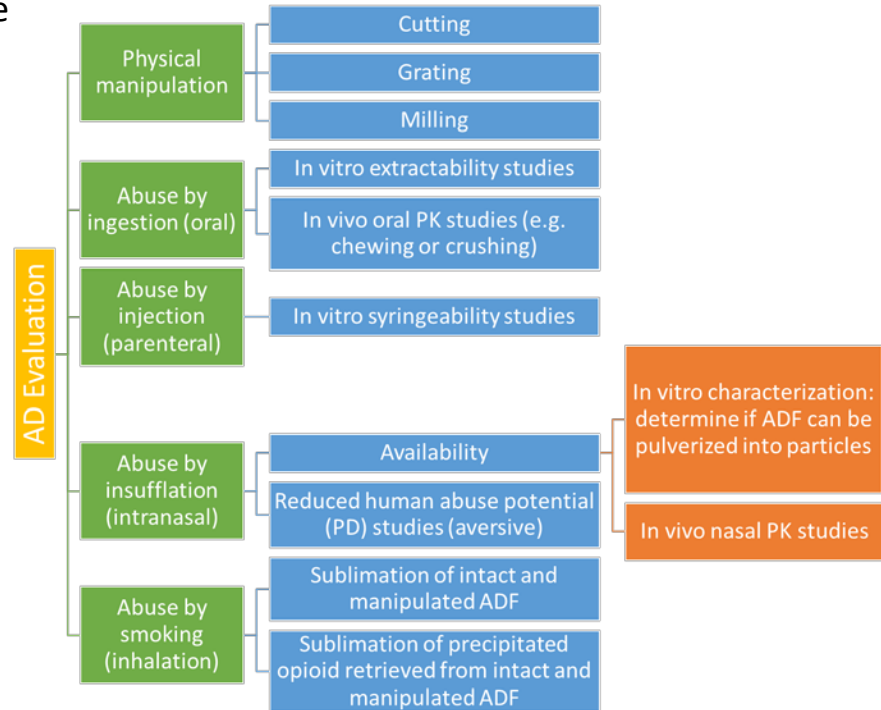 e
AD Evaluation
Physical
manipulation
Cutting
Grating
Milling
Abuse by
ingestion (oral)
In vitro extractability studies
In vivo oral PK studies (e.g.
chewing or crushing)
Abuse by
injection
(parenteral)
In vitro syringeability studies
Abuse by
insufflation
(intranasal)
Availability
In vitro characterization:
determine if ADF can be
pulverized into particles
In vivo nasal PK studies
Reduced human abuse potential
(PD) studies (aversive)
Abuse by
smoking
(inhalation)
Sublimation of intact and
manipulated ADF
Sublimation of precipitated
opioid retrieved from intact and
manipulated ADF